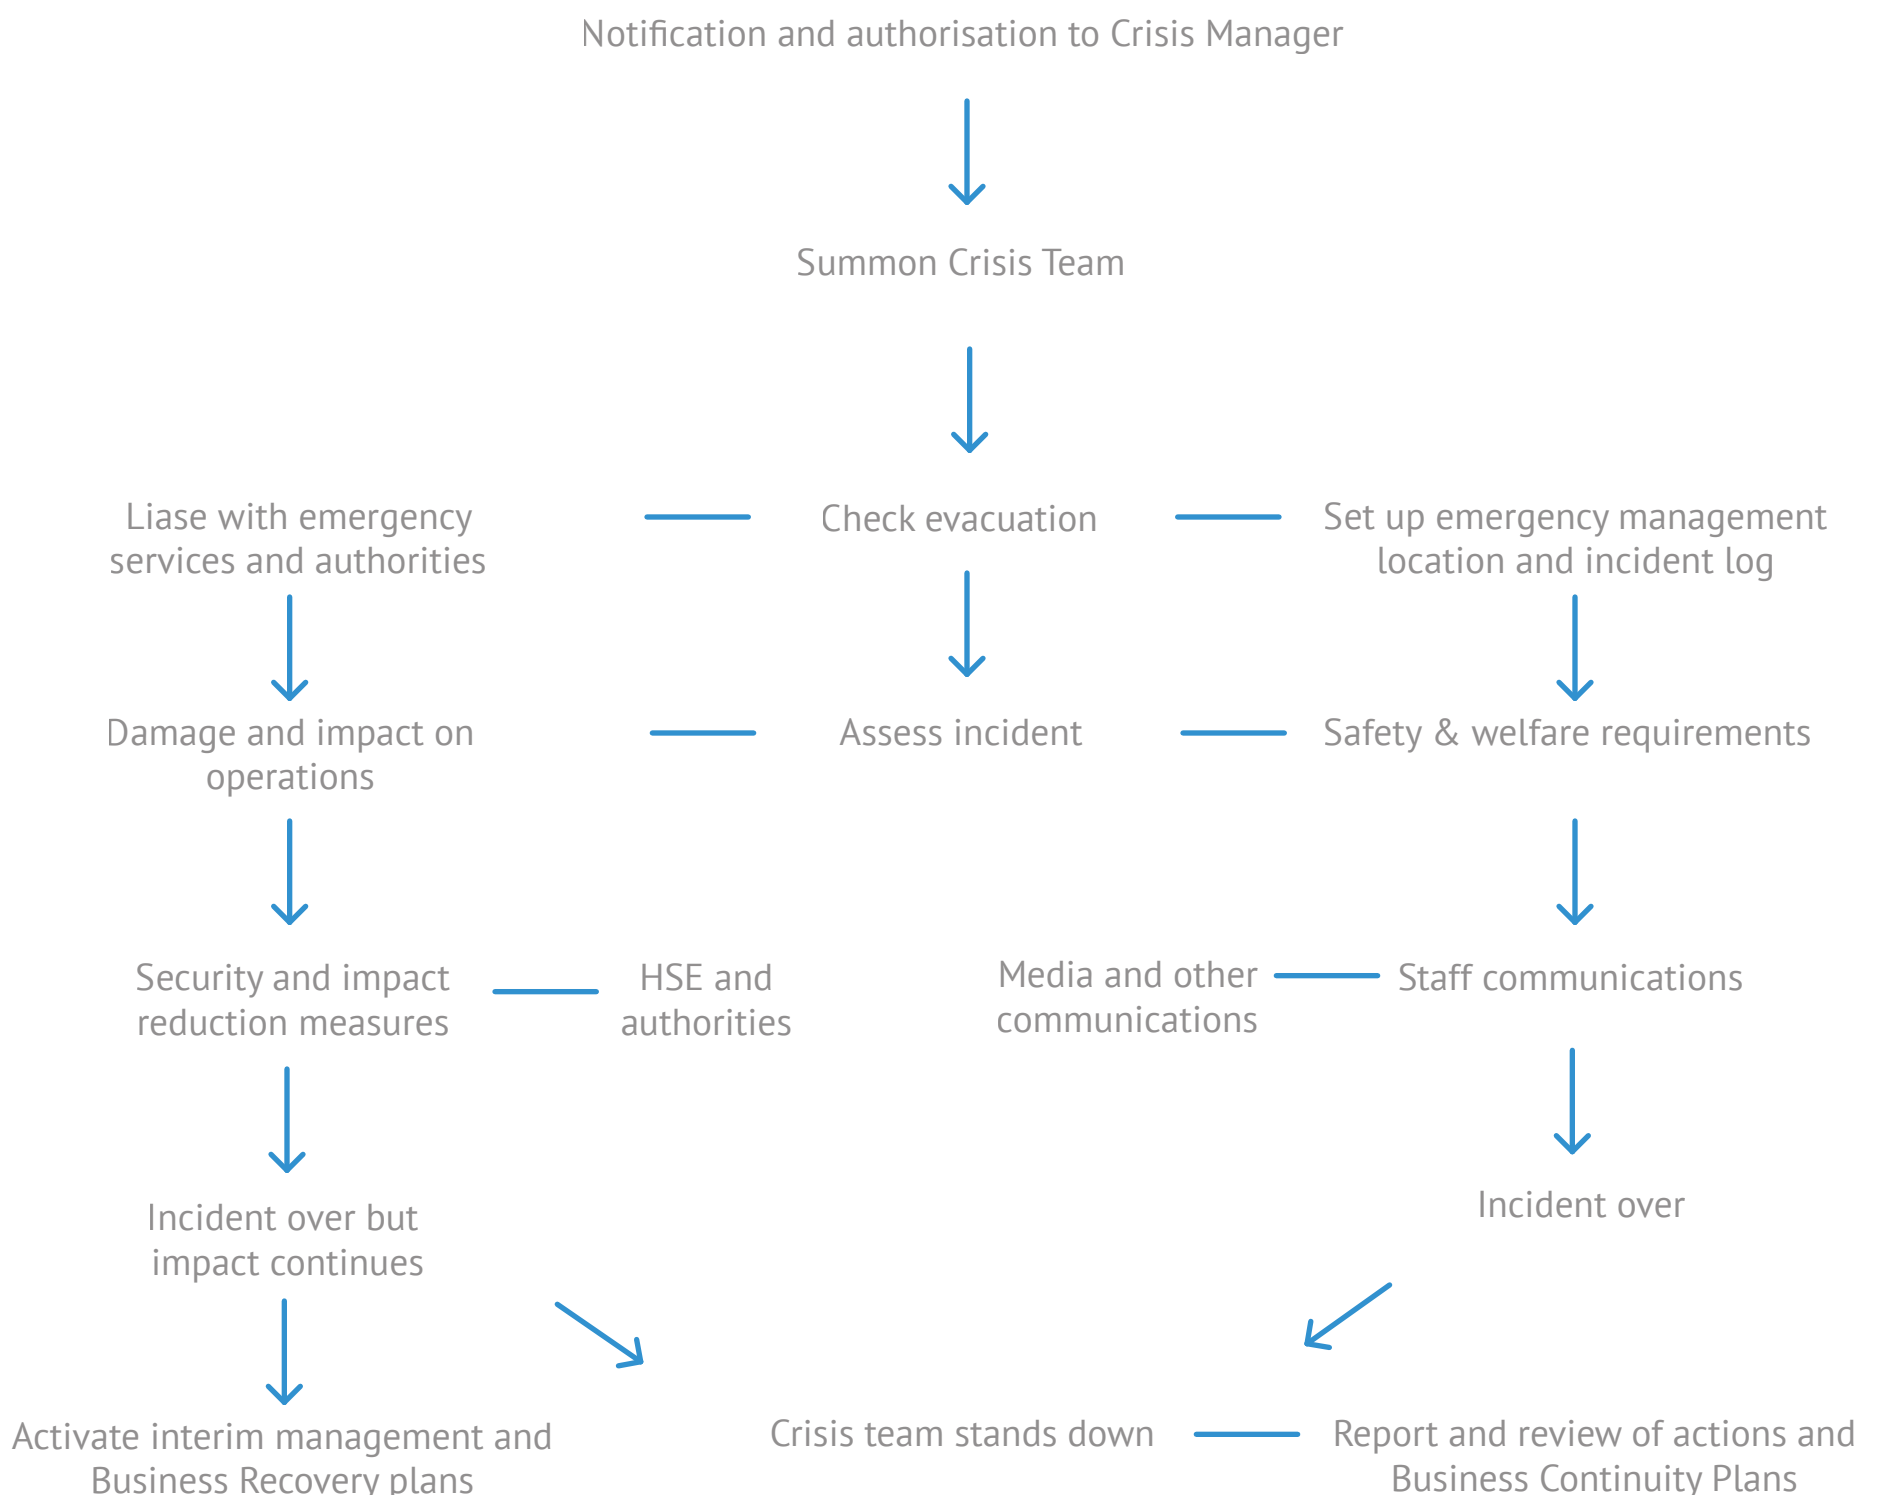 Notification and authorisation to Crisis Manager
Summon Crisis Team
Liase with emergency
services and authorities
Check evacuation
Set up emergency management
location and incident log
Damage and impact on
operations
Assess incident
Safety & welfare requirements
Security and impact
reduction measures
HSE and
authorities
Media and other
communications
Staff communications
Incident over but
impact continues
Incident over
Activate interim management and
Business Recovery plans
Crisis team stands down
Report and review of actions and
Business Continuity Plans